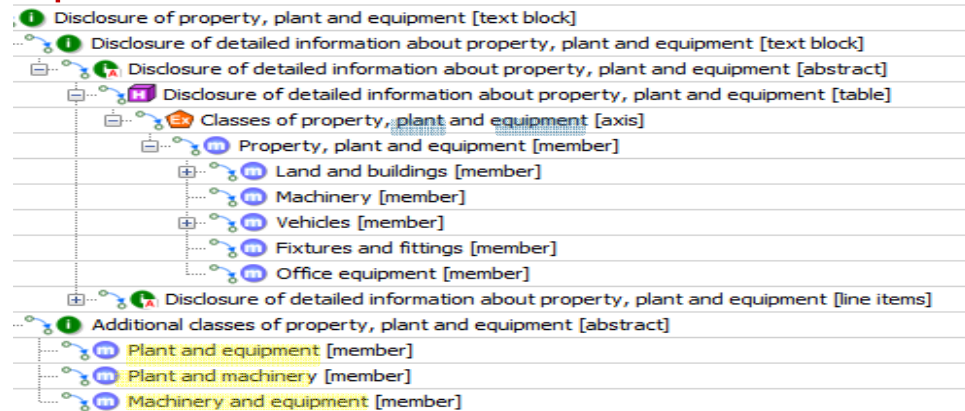 Disclosure of property, plant and equipment [text block]
Disclosure of detailed information about property, plant and equipment [text block]
Disclosure of detailed information about property, plant and equipment [abstract]
Disclosure of detailed information about property, plant and equipment [table]
Classes of property, plant and equipment [axis]
Property, plant and equipment [member]
Land and buildings [member]
Machinery [member]
Vehicles [member]
Fixtures and fittings [member]
Office equipment [member]
Disclosure of detailed information about property, plant and equipment [line items]
Additional classes of property, plant and equipment [abstract]
Plant and equipment [member]
Plant and machinery [member]
Machinery and equipment [member]